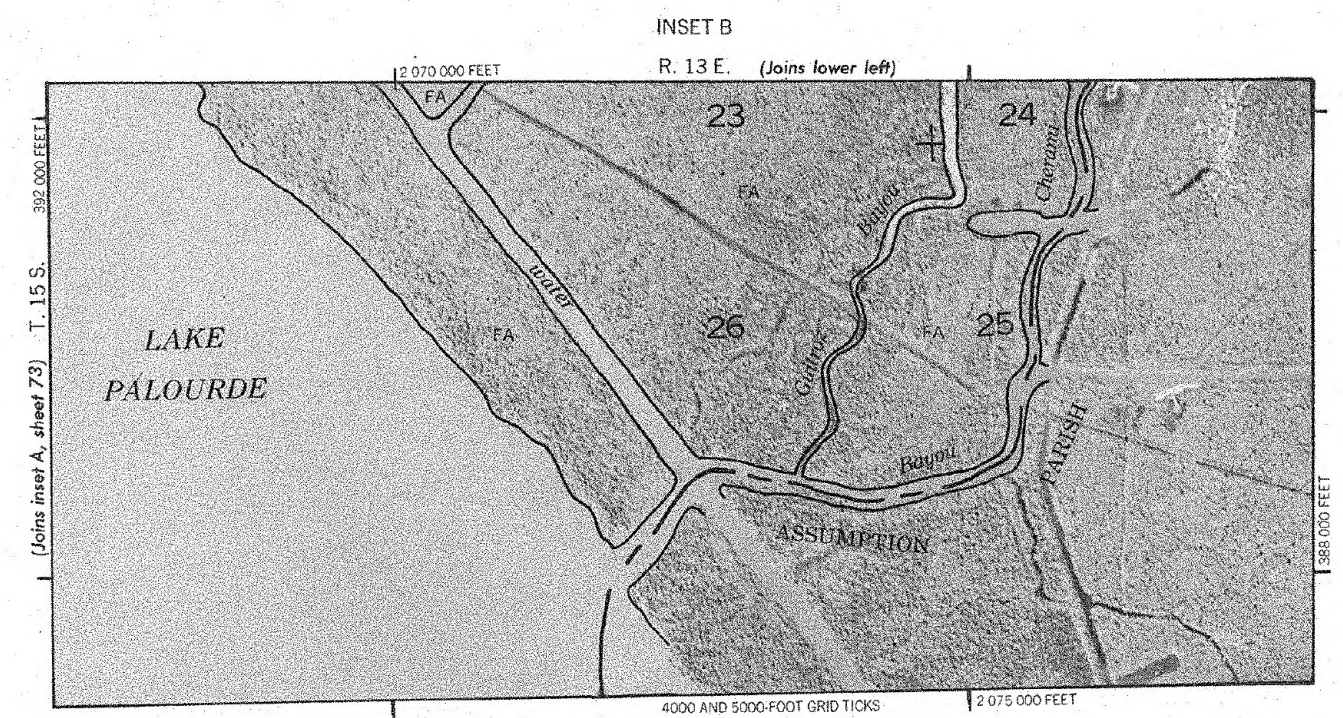 INSET B
2 070 000 FEET
R. 13 E. (Joins lower left)
FA
23
24
392 000 FEET
Chorami
FA
Bayou
water
T. 15 S.
(Joins inset A, sheet 73)
LAKE
PALOURDE
FA
26
FA
25
Bayou
PARISH
ASSUMPTION
388 000 FEET
4000 AND 5000-FOOT GRID TICKS
2 075 000 FEET